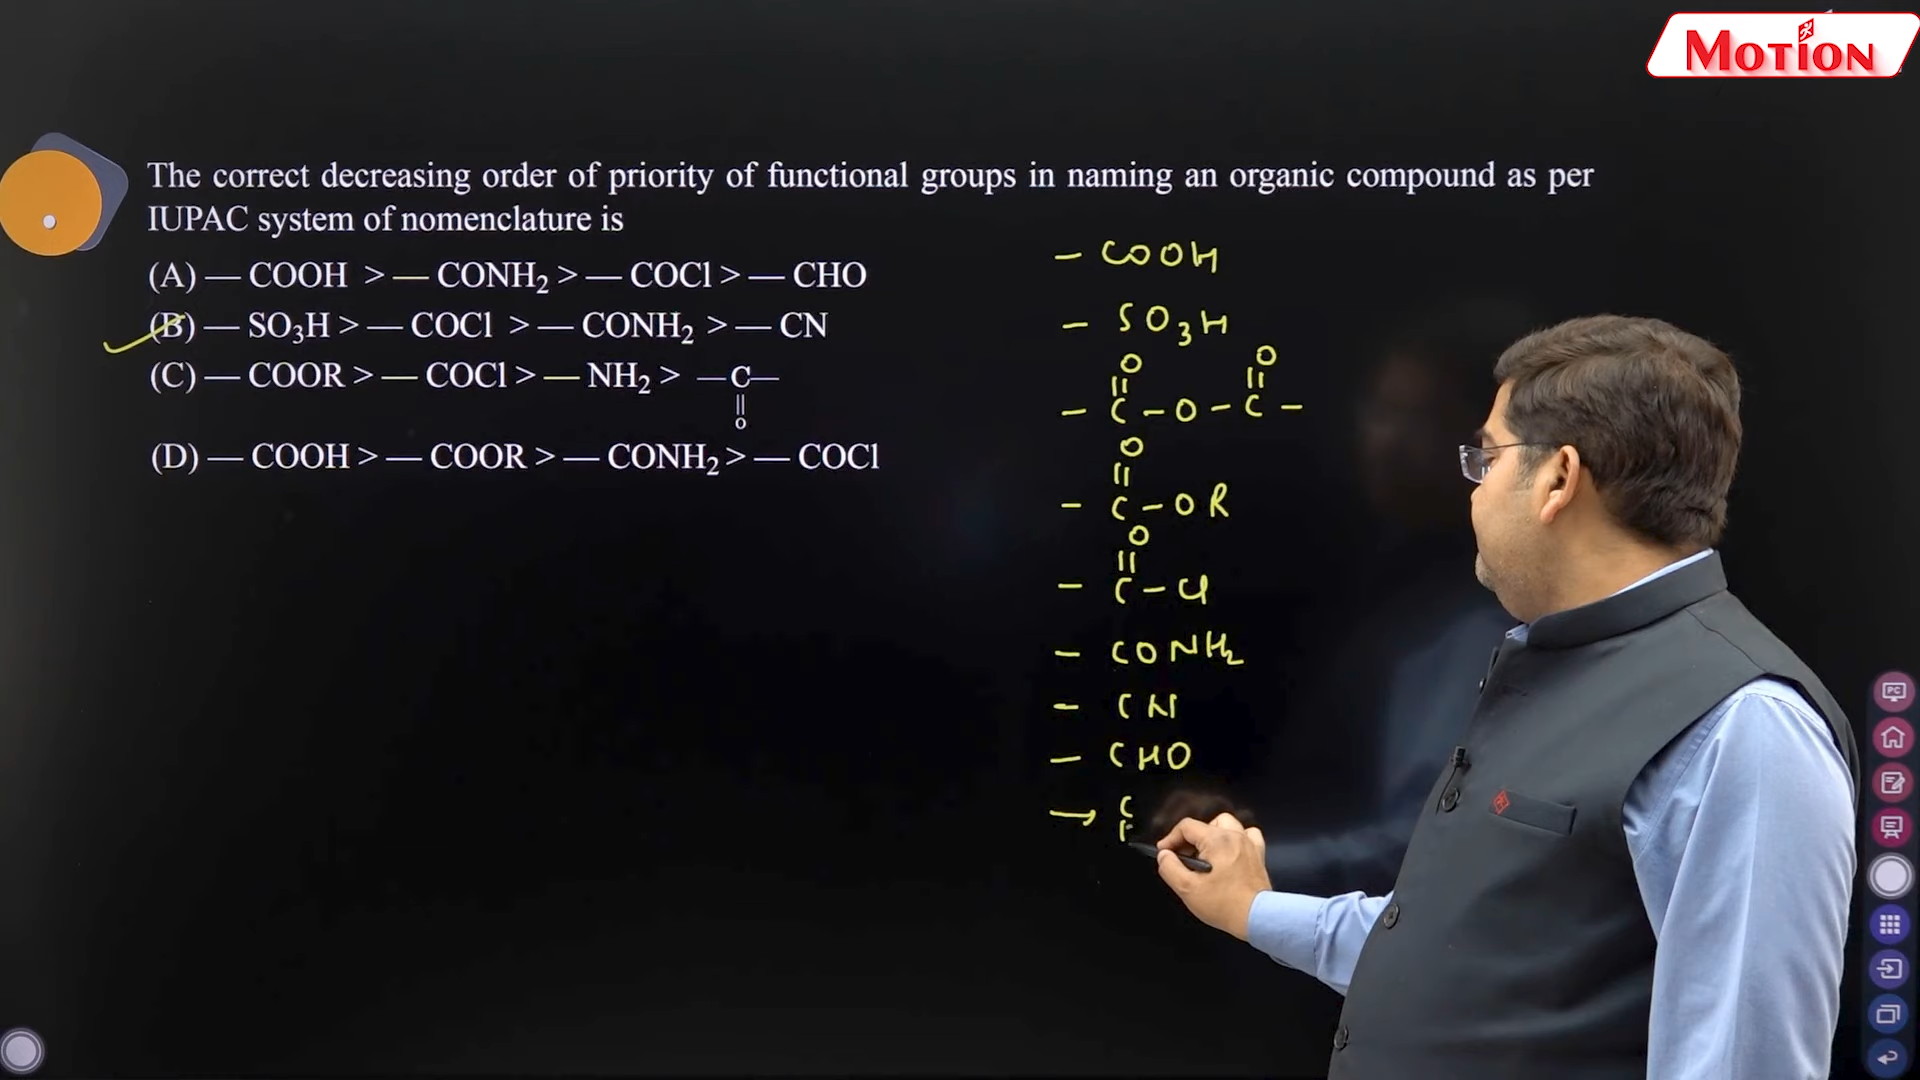 MOTION
The correct decreasing order of priority of functional groups in naming an organic compound as per
IUPAC system of nomenclature is
(A) — COOH > — CONH₂ > — COCl > — CHO
(B) — SO₃H > — COCl > — CONH₂ > — CN
(C) — COOR > — COCl > — NH₂ > —C—
||
o
(D) — COOH > — COOR > — CONH₂ > — COCl
- COOH
- SO₃H
O O
|| ||
- C - O - C -
O
||
- C - OR
O
||
- C - Cl
- CONH₂
- CN
- CHO
→ C
PC